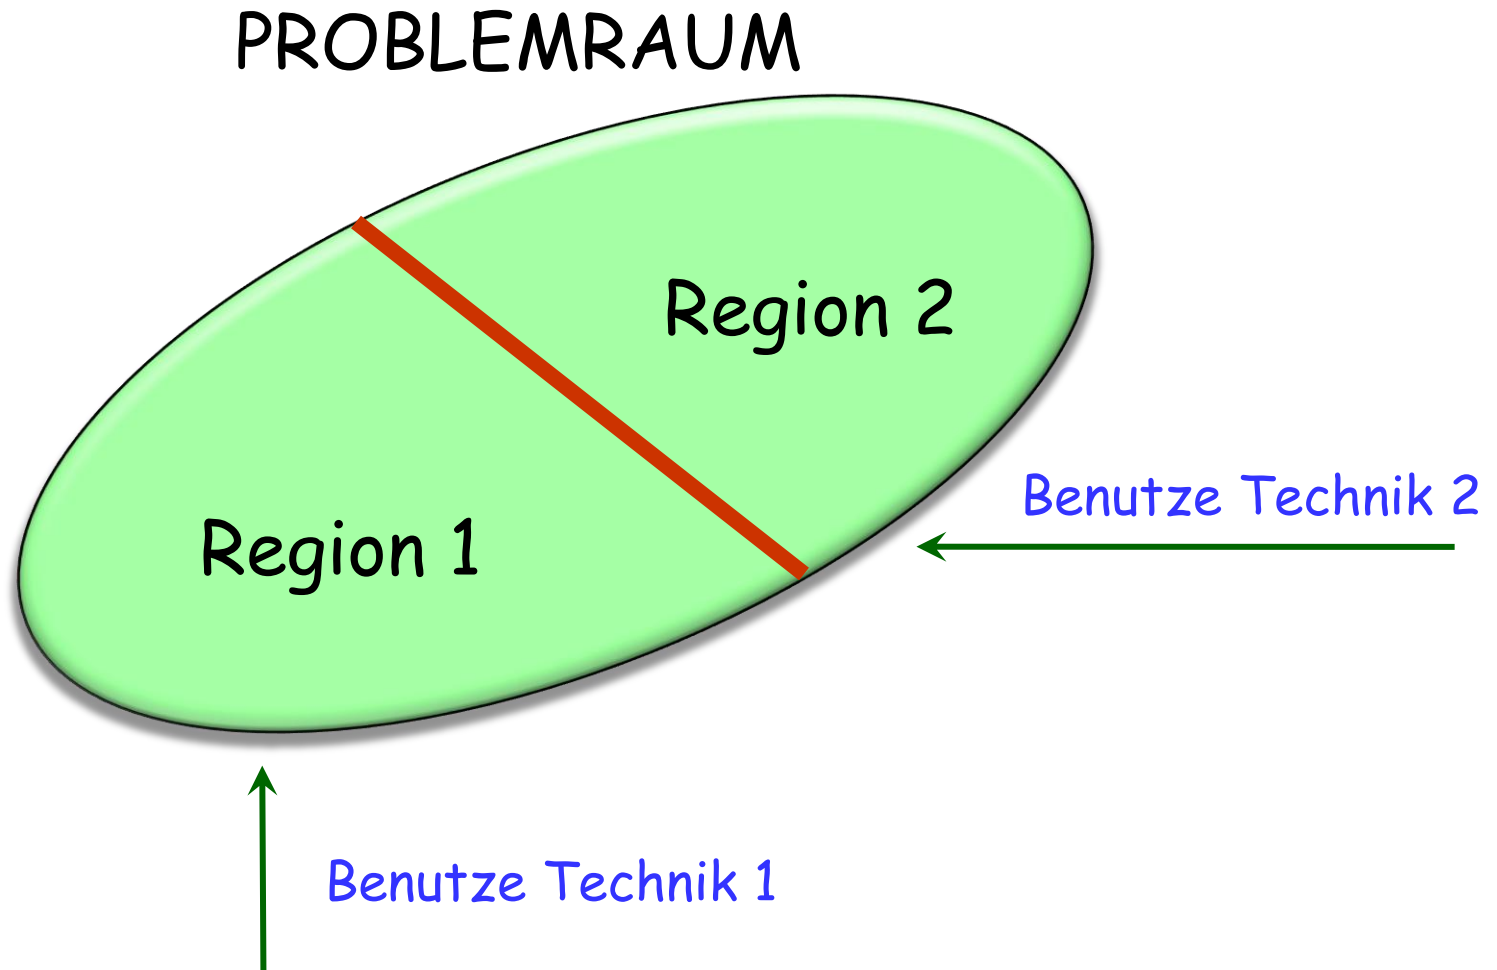 PROBLEMRAUM
Region 2
Benutze Technik 2
Region 1
Benutze Technik 1